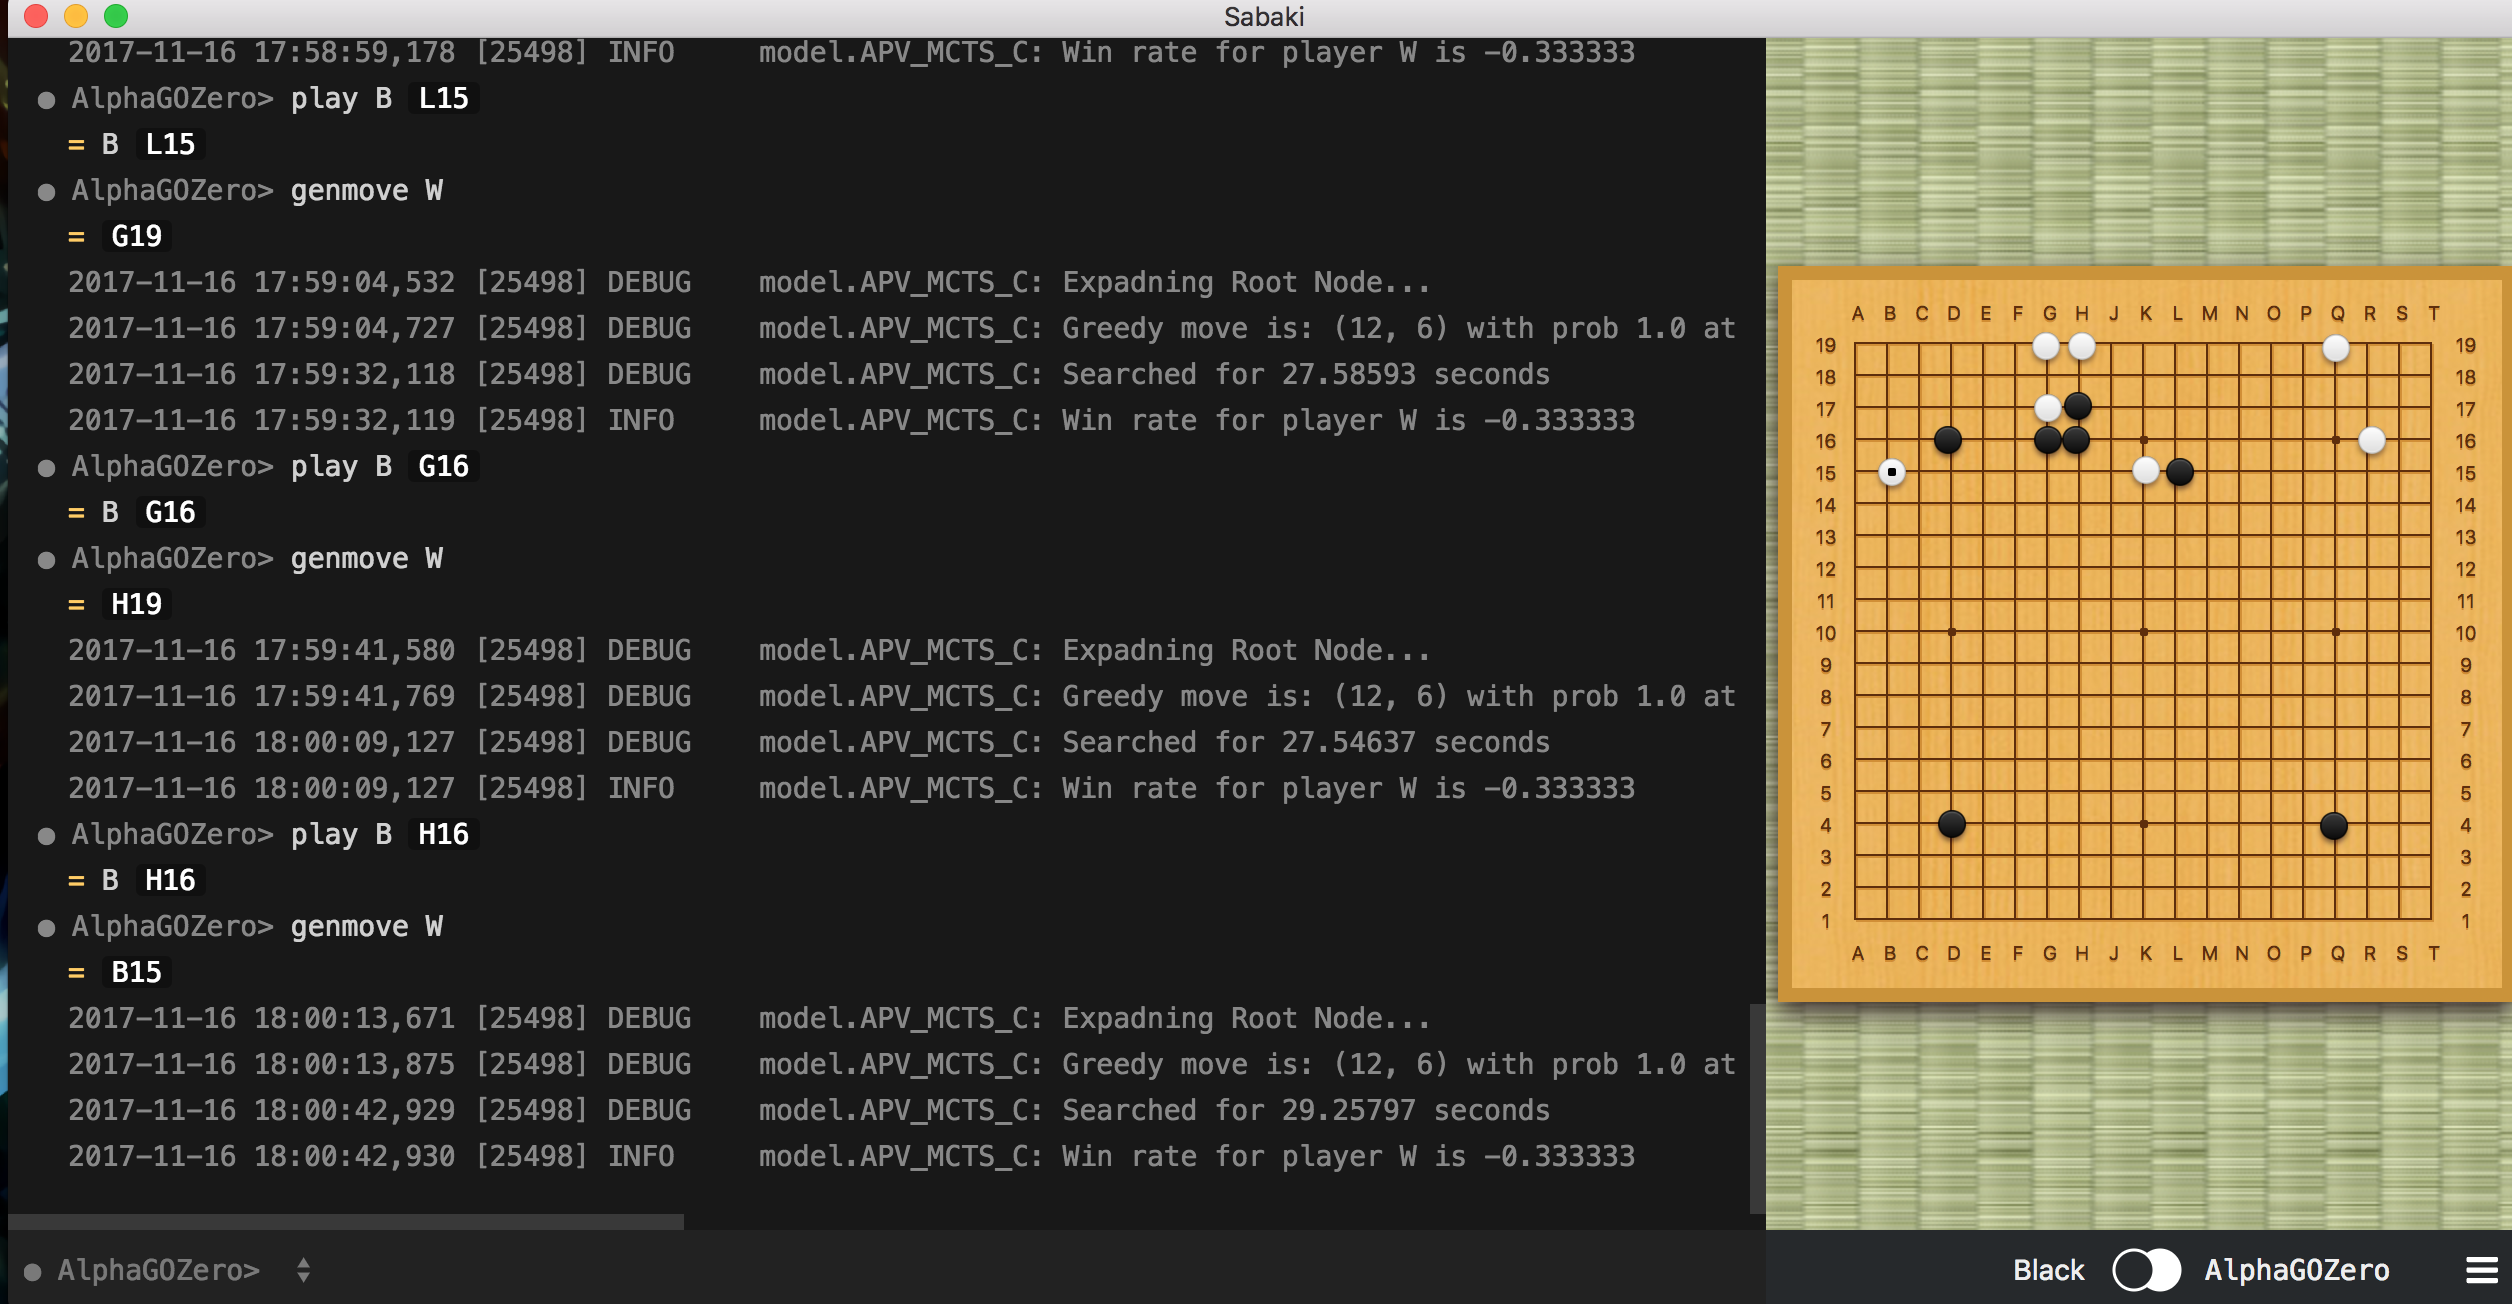 Sabaki
2017-11-16 17:58:59,178 [25498] INFO model.APV_MCTS_C: Win rate for player W is -0.333333
● AlphaGOZero> play B L15
= B L15
● AlphaGOZero> genmove W
= G19
2017-11-16 17:59:04,532 [25498] DEBUG model.APV_MCTS_C: Expadning Root Node...
2017-11-16 17:59:04,727 [25498] DEBUG model.APV_MCTS_C: Greedy move is: (12, 6) with prob 1.0 at
2017-11-16 17:59:32,118 [25498] DEBUG model.APV_MCTS_C: Searched for 27.58593 seconds
2017-11-16 17:59:32,119 [25498] INFO model.APV_MCTS_C: Win rate for player W is -0.333333
● AlphaGOZero> play B G16
= B G16
● AlphaGOZero> genmove W
= H19
2017-11-16 17:59:41,580 [25498] DEBUG model.APV_MCTS_C: Expadning Root Node...
2017-11-16 17:59:41,769 [25498] DEBUG model.APV_MCTS_C: Greedy move is: (12, 6) with prob 1.0 at
2017-11-16 18:00:09,127 [25498] DEBUG model.APV_MCTS_C: Searched for 27.54637 seconds
2017-11-16 18:00:09,127 [25498] INFO model.APV_MCTS_C: Win rate for player W is -0.333333
● AlphaGOZero> play B H16
= B H16
● AlphaGOZero> genmove W
= B15
2017-11-16 18:00:13,671 [25498] DEBUG model.APV_MCTS_C: Expadning Root Node...
2017-11-16 18:00:13,875 [25498] DEBUG model.APV_MCTS_C: Greedy move is: (12, 6) with prob 1.0 at
2017-11-16 18:00:42,929 [25498] DEBUG model.APV_MCTS_C: Searched for 29.25797 seconds
2017-11-16 18:00:42,930 [25498] INFO model.APV_MCTS_C: Win rate for player W is -0.333333
● AlphaGOZero>
A B C D E F G H J K L M N O P Q R S T
19 19
18 18
17 17
16 16
15 15
14 14
13 13
12 12
11 11
10 10
9 9
8 8
7 7
6 6
5 5
4 4
3 3
2 2
1 1
A B C D E F G H J K L M N O P Q R S T
Black AlphaGOZero